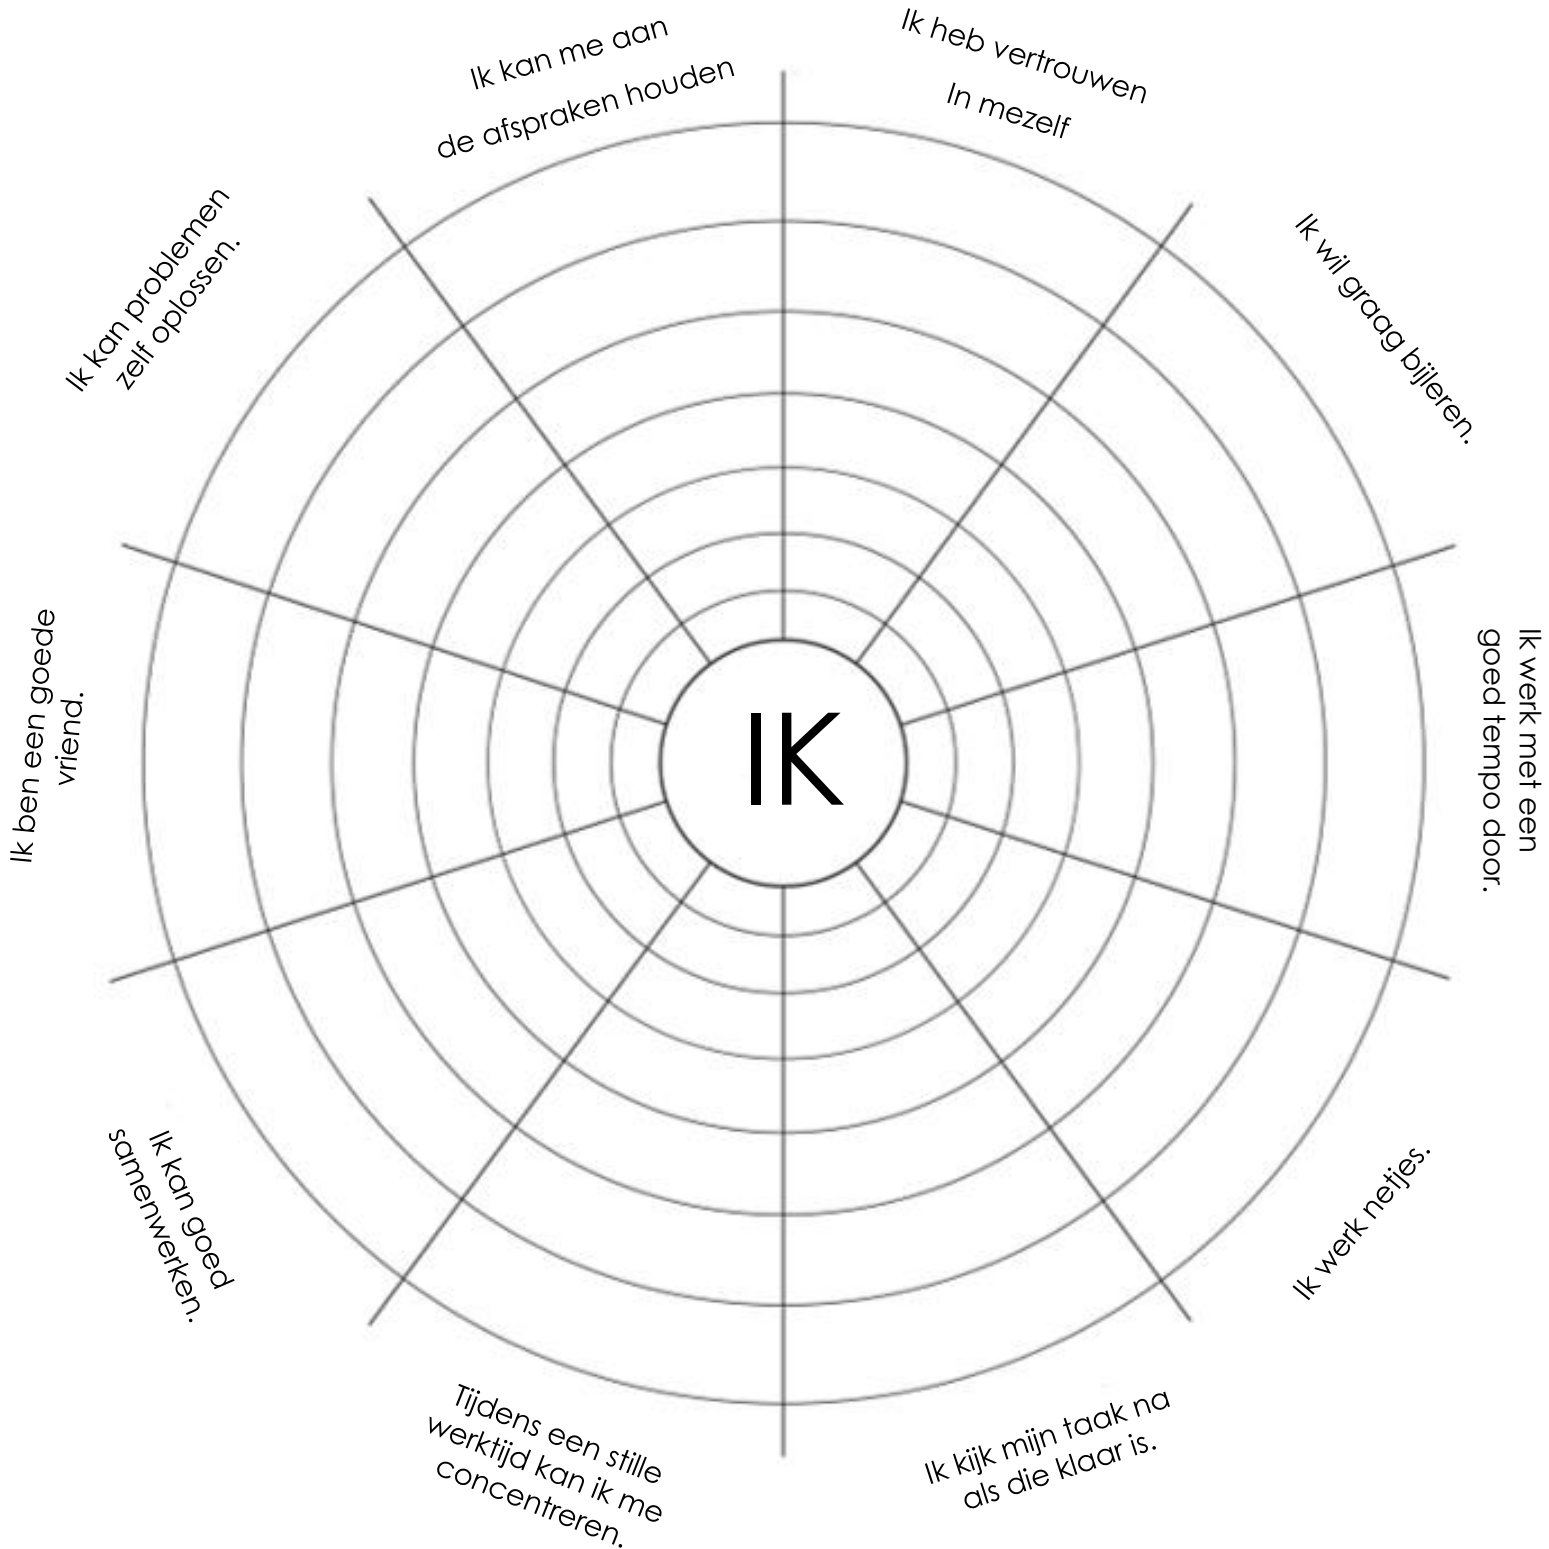 Ik kan me aan
de afspraken houden
Ik heb vertrouwen
In mezelf
Ik wil graag bijleren.
Ik werk met een
goed tempo door.
Ik werk netjes.
Ik kijk mijn taak na
als die klaar is.
Tijdens een stille
werktijd kan ik me
concentreren.
Ik kan goed
samenwerken.
Ik ben een goede
vriend.
Ik kan problemen
zelf oplossen.
IK